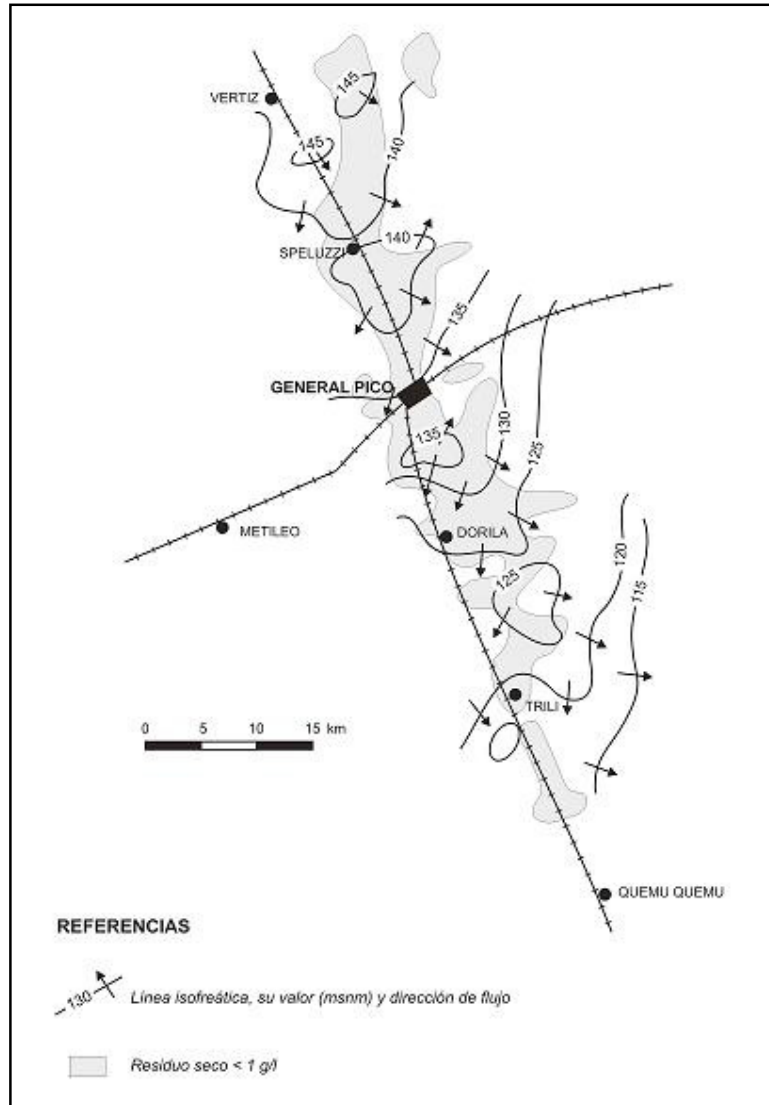 145
VERTIZ
145
140
140
SPELUZZI
135
GENERAL PICO
130
135
125
METILEO
DORILA
120
125
115
TRILI
0 5 10 15 km
QUEMU QUEMU
REFERENCIAS
130 Línea isofreática, su valor (msnm) y dirección de flujo
Residuo seco < 1 g/l